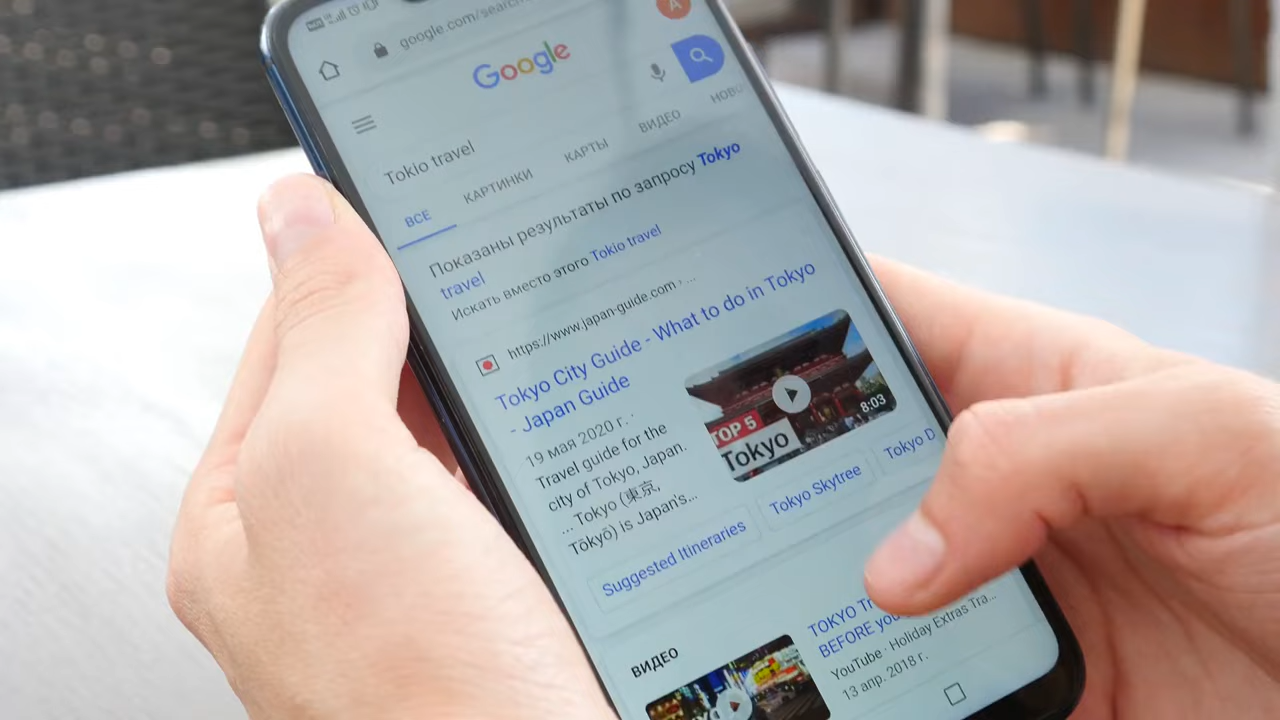 google.com/search
A
Google
Tokio travel
ВСЕ КАРТИНКИ КАРТЫ ВИДЕО НОВО
Показаны результаты по запросу Tokyo
travel
Искать вместо этого Tokio travel
https://www.japan-guide.com › ...
Tokyo City Guide - What to do in Tokyo
- Japan Guide
19 мая 2020 г. ·
Travel guide for the
city of Tokyo, Japan.
... Tokyo (東京,
Tōkyō) is Japan's...
TOP 5
Tokyo
8:03
Suggested Itineraries
Tokyo Skytree
Tokyo D
ВИДЕО
TOKYO Tr
BEFORE you
YouTube · Holiday Extras Tra...
13 апр. 2018 г.